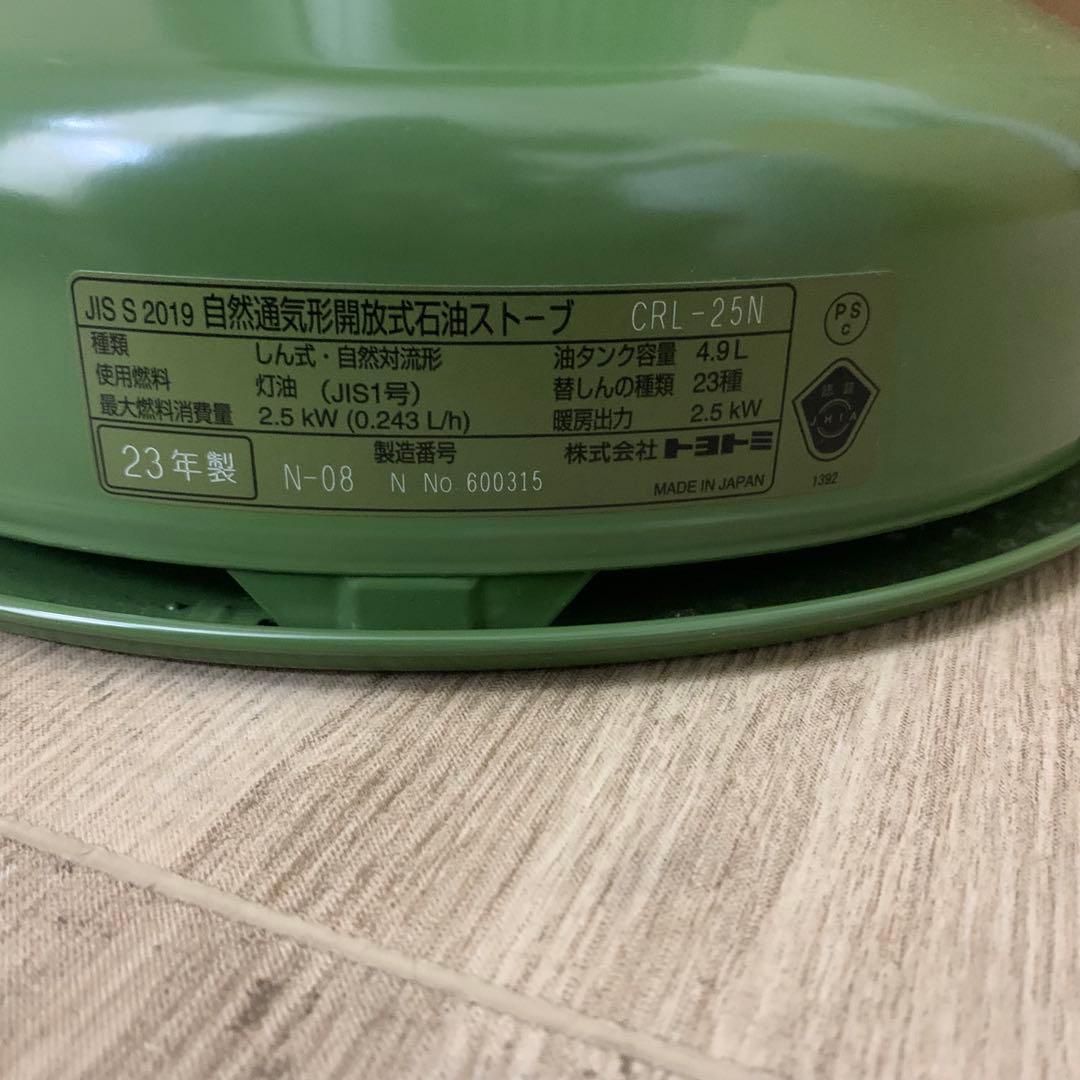 JIS S 2019 自然通気形開放式石油ストーブ CRL-25N
種類 しん式・自然対流形 油タンク容量 4.9L
使用燃料 灯油 (JIS1号) 替しんの種類 23種
最大燃料消費量 2.5 kW (0.243 L/h) 暖房出力 2.5 kW
製造番号 株式会社トヨトミ
23年製 N-08 N No. 600315 MADE IN JAPAN
PS
C
認証
JHIA
1392